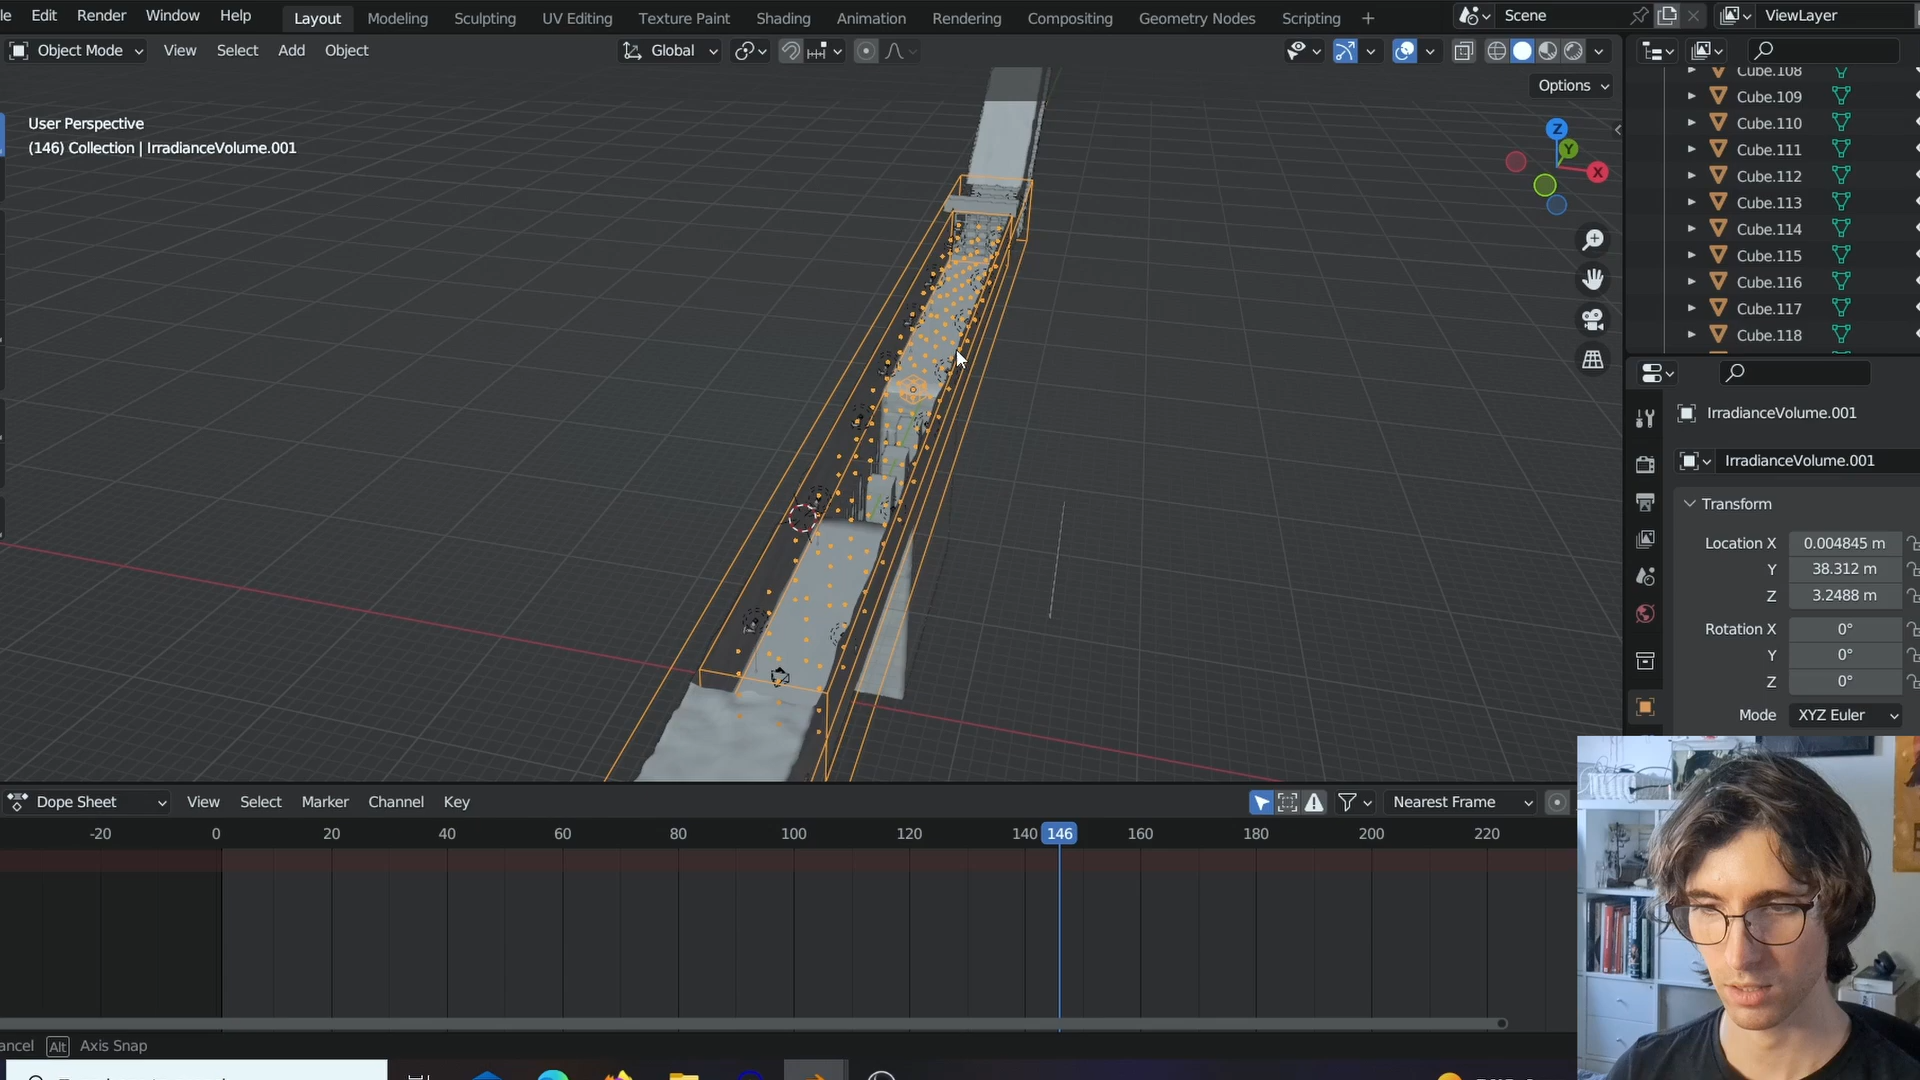 le Edit Render Window Help Layout Modeling Sculpting UV Editing Texture Paint Shading Animation Rendering Compositing Geometry Nodes Scripting + Scene ViewLayer
Object Mode View Select Add Object Global
Options
User Perspective
(146) Collection | IrradianceVolume.001
Z
Y
X
Cube.108
Cube.109
Cube.110
Cube.111
Cube.112
Cube.113
Cube.114
Cube.115
Cube.116
Cube.117
Cube.118
IrradianceVolume.001
IrradianceVolume.001
Transform
Location X 0.004845 m
Y 38.312 m
Z 3.2488 m
Rotation X 0°
Y 0°
Z 0°
Mode XYZ Euler
Dope Sheet View Select Marker Channel Key Nearest Frame
-20 0 20 40 60 80 100 120 140 146 160 180 200 220
ancel Alt Axis Snap